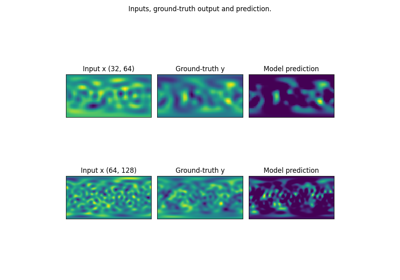 Inputs, ground-truth output and prediction.
Input x (32, 64) Ground-truth y Model prediction
Input x (64, 128) Ground-truth y Model prediction